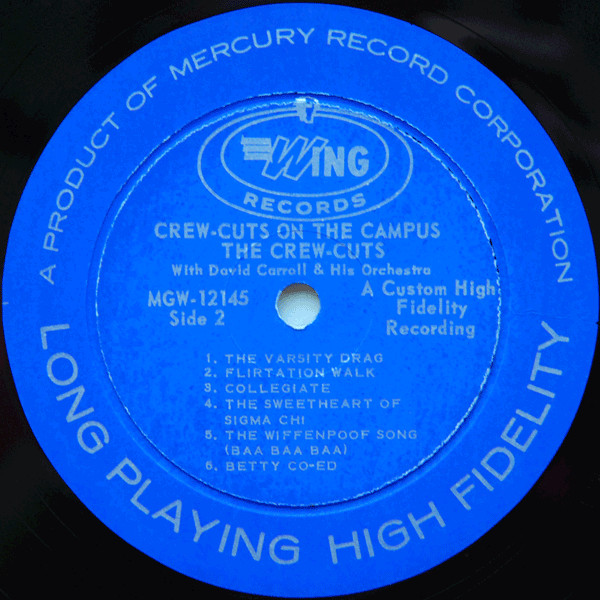 A PRODUCT OF MERCURY RECORD CORPORATION
WING
RECORDS
CREW-CUTS ON THE CAMPUS
THE CREW-CUTS
With David Carroll & His Orchestra
MGW-12145
Side 2
A Custom High
Fidelity
Recording
1. THE VARSITY DRAG
2. FLIRTATION WALK
3. COLLEGIATE
4. THE SWEETHEART OF
SIGMA CHI
5. THE WIFFENPOOF SONG
(BAA BAA BAA)
6. BETTY CO-ED
LONG PLAYING HIGH FIDELITY